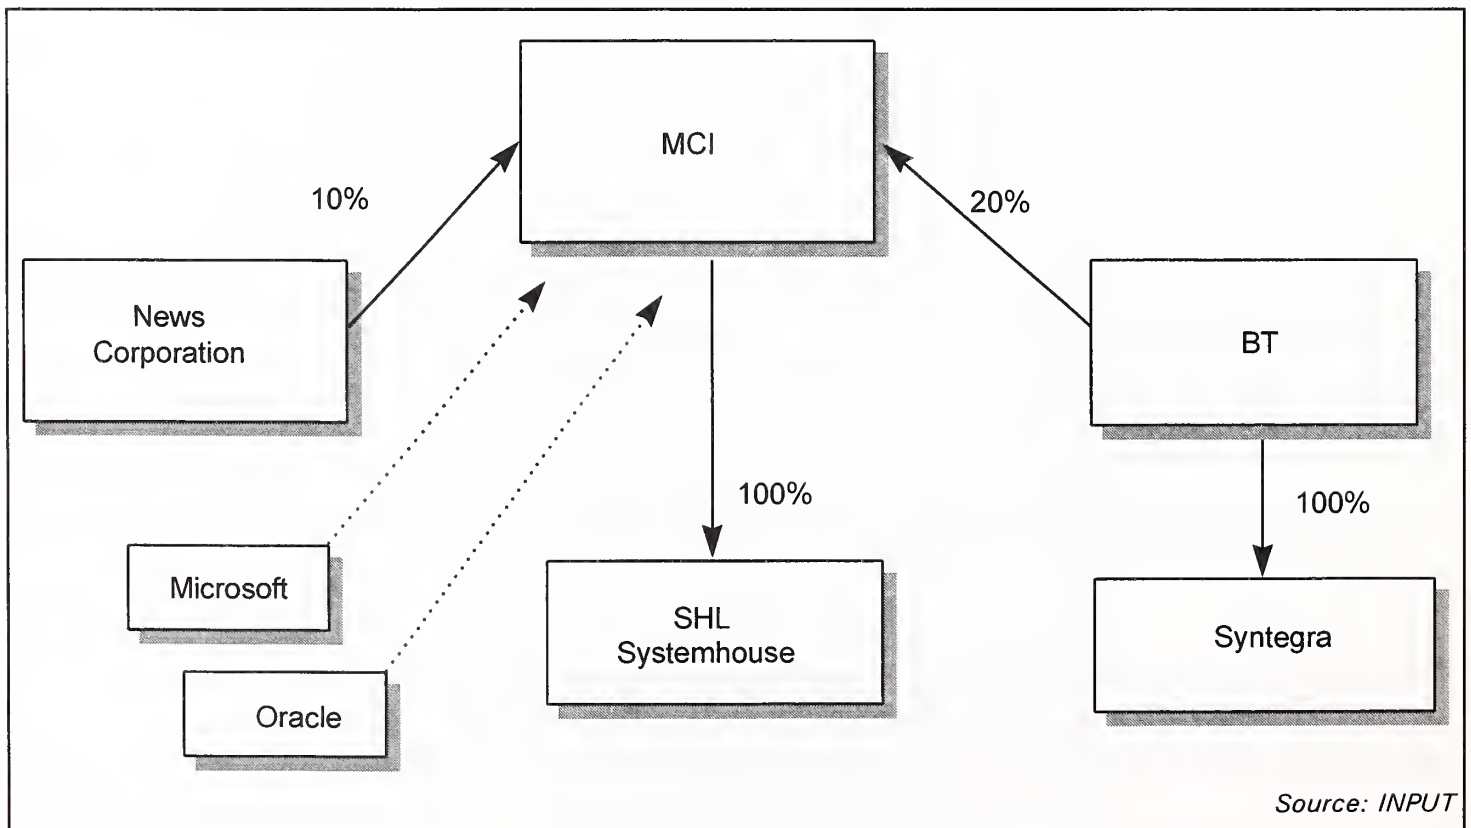 MCI
10%
20%
News
Corporation
BT
100%
100%
Microsoft
SHL
Systemhouse
Syntegra
Oracle
Source: INPUT